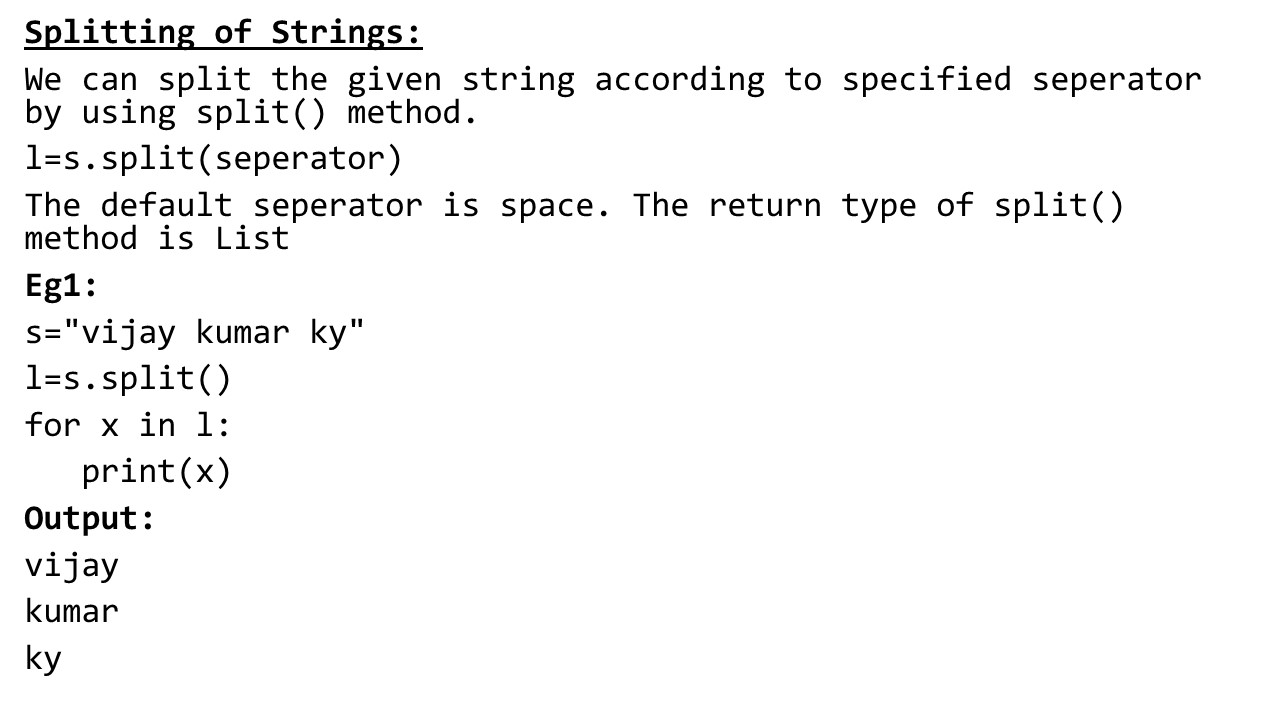 Splitting of Strings:
We can split the given string according to specified seperator
by using split() method.
l=s.split(seperator)
The default seperator is space. The return type of split()
method is List
Eg1:
s="vijay kumar ky"
l=s.split()
for x in l:
   print(x)
Output:
vijay
kumar
ky